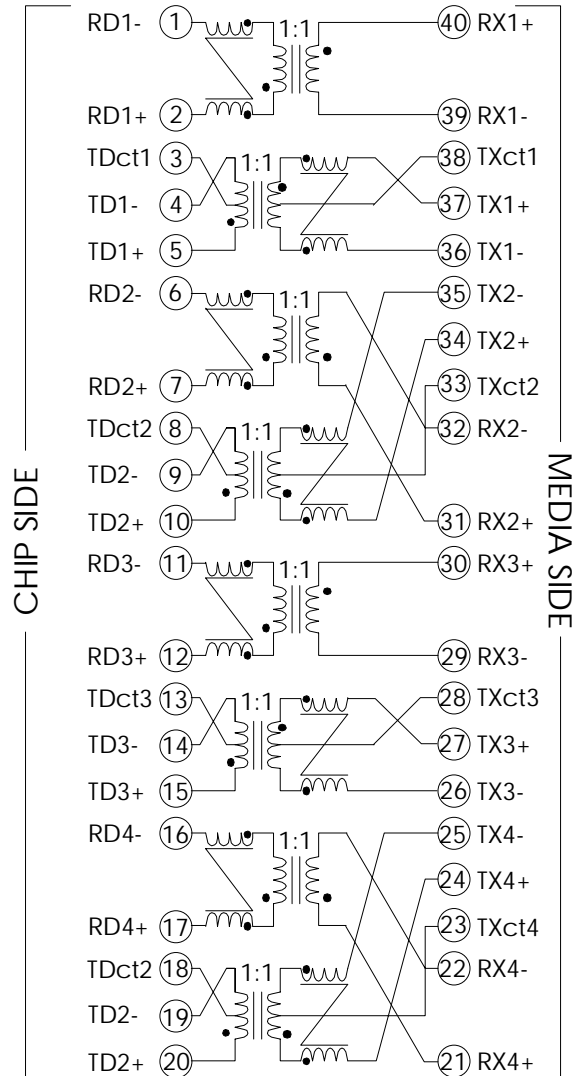 RD1- 1 1:1 40 RX1+
RD1+ 2 39 RX1-
TDct1 3 1:1 38 TXct1
TD1- 4 37 TX1+
TD1+ 5 36 TX1-
RD2- 6 1:1 35 TX2-
34 TX2+
RD2+ 7 33 TXct2
TDct2 8 1:1 32 RX2-
TD2- 9
TD2+ 10 31 RX2+
RD3- 11 1:1 30 RX3+
RD3+ 12 29 RX3-
TDct3 13 1:1 28 TXct3
TD3- 14 27 TX3+
TD3+ 15 26 TX3-
RD4- 16 1:1 25 TX4-
24 TX4+
RD4+ 17 23 TXct4
TDct2 18 1:1 22 RX4-
TD2- 19
TD2+ 20 21 RX4+
CHIP SIDE
MEDIA SIDE